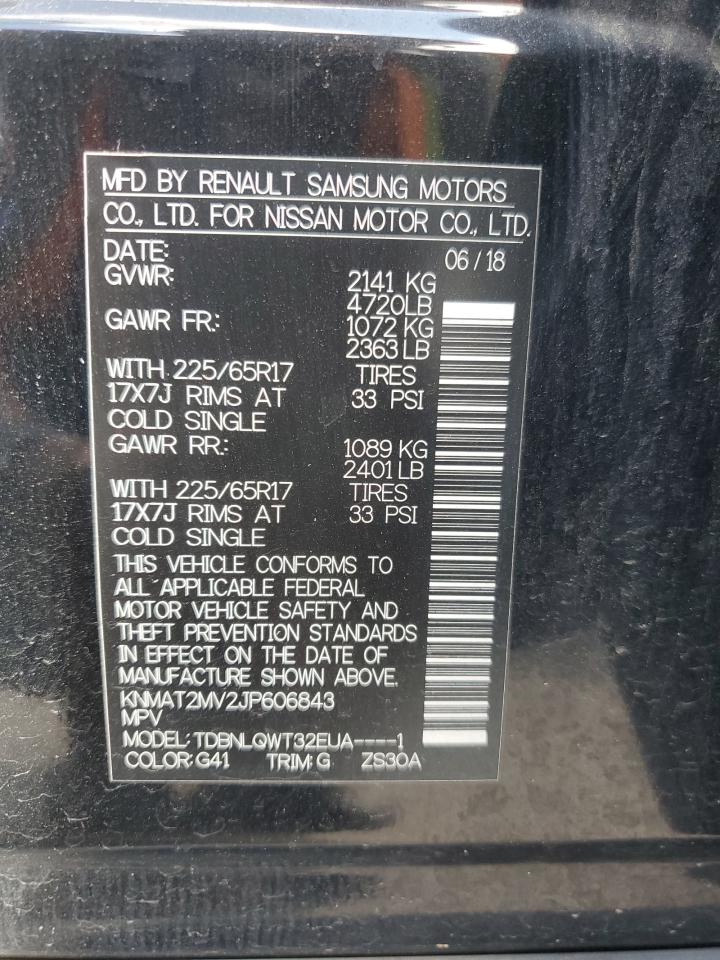 MFD BY RENAULT SAMSUNG MOTORS
CO., LTD. FOR NISSAN MOTOR CO., LTD.
DATE: 06/18
GVWR: 2141 KG
4720LB
GAWR FR.: 1072 KG
2363 LB
WITH 225/65R17 TIRES
17X7J RIMS AT 33 PSI
COLD SINGLE
GAWR RR.: 1089 KG
2401 LB
WITH 225/65R17 TIRES
17X7J RIMS AT 33 PSI
COLD SINGLE
THIS VEHICLE CONFORMS TO
ALL APPLICABLE FEDERAL
MOTOR VEHICLE SAFETY AND
THEFT PREVENTION STANDARDS
IN EFFECT ON THE DATE OF
MANUFACTURE SHOWN ABOVE.
KNMAT2MV2JP606843
MPV
MODEL: TDBNLQWT32EUA----1
COLOR: G41 TRIM: G ZS30A